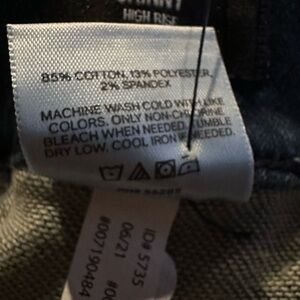 HIGH RISE
85% COTTON, 13% POLYESTER,
2% SPANDEX
MACHINE WASH COLD WITH LIKE
COLORS. ONLY NON-CHLORINE
BLEACH WHEN NEEDED. TUMBLE
DRY LOW. COOL IRON IF NEEDED.
ID# 5735
06/21
#007190484